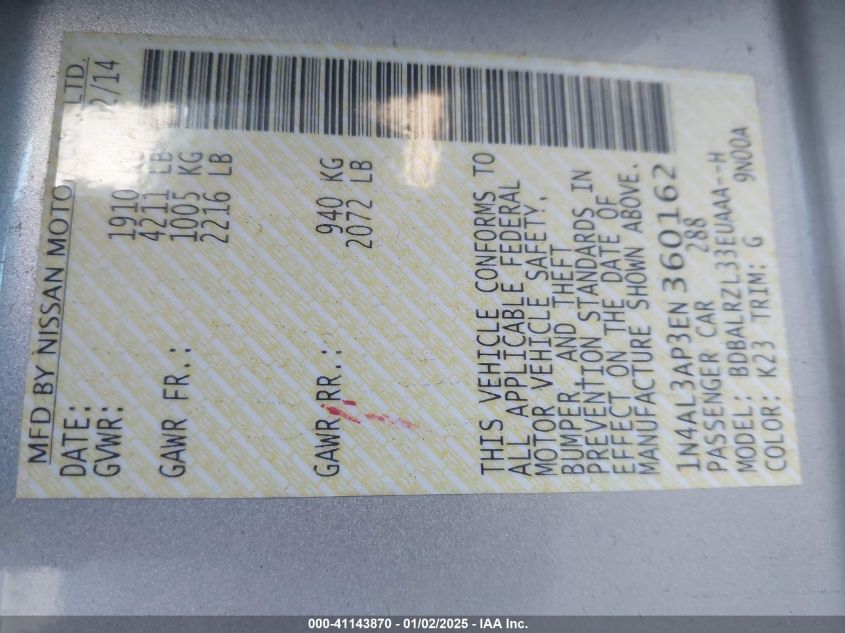 MFD BY NISSAN MOTOR LTD.
DATE: 2/14
GVWR: 1910
4211 LB
GAWR FR.: 1005 KG
2216 LB
GAWR RR.: 940 KG
2072 LB
THIS VEHICLE CONFORMS TO
ALL APPLICABLE FEDERAL
MOTOR VEHICLE SAFETY,
BUMPER AND THEFT
PREVENTION STANDARDS IN
EFFECT ON THE DATE OF
MANUFACTURE SHOWN ABOVE.
1N4AL3AP3EN360162
PASSENGER CAR 288
MODEL: BDBALRZL33EUAAA--H
COLOR: K23 TRIM: G 9N00A
000-41143870 - 01/02/2025 - IAA Inc.